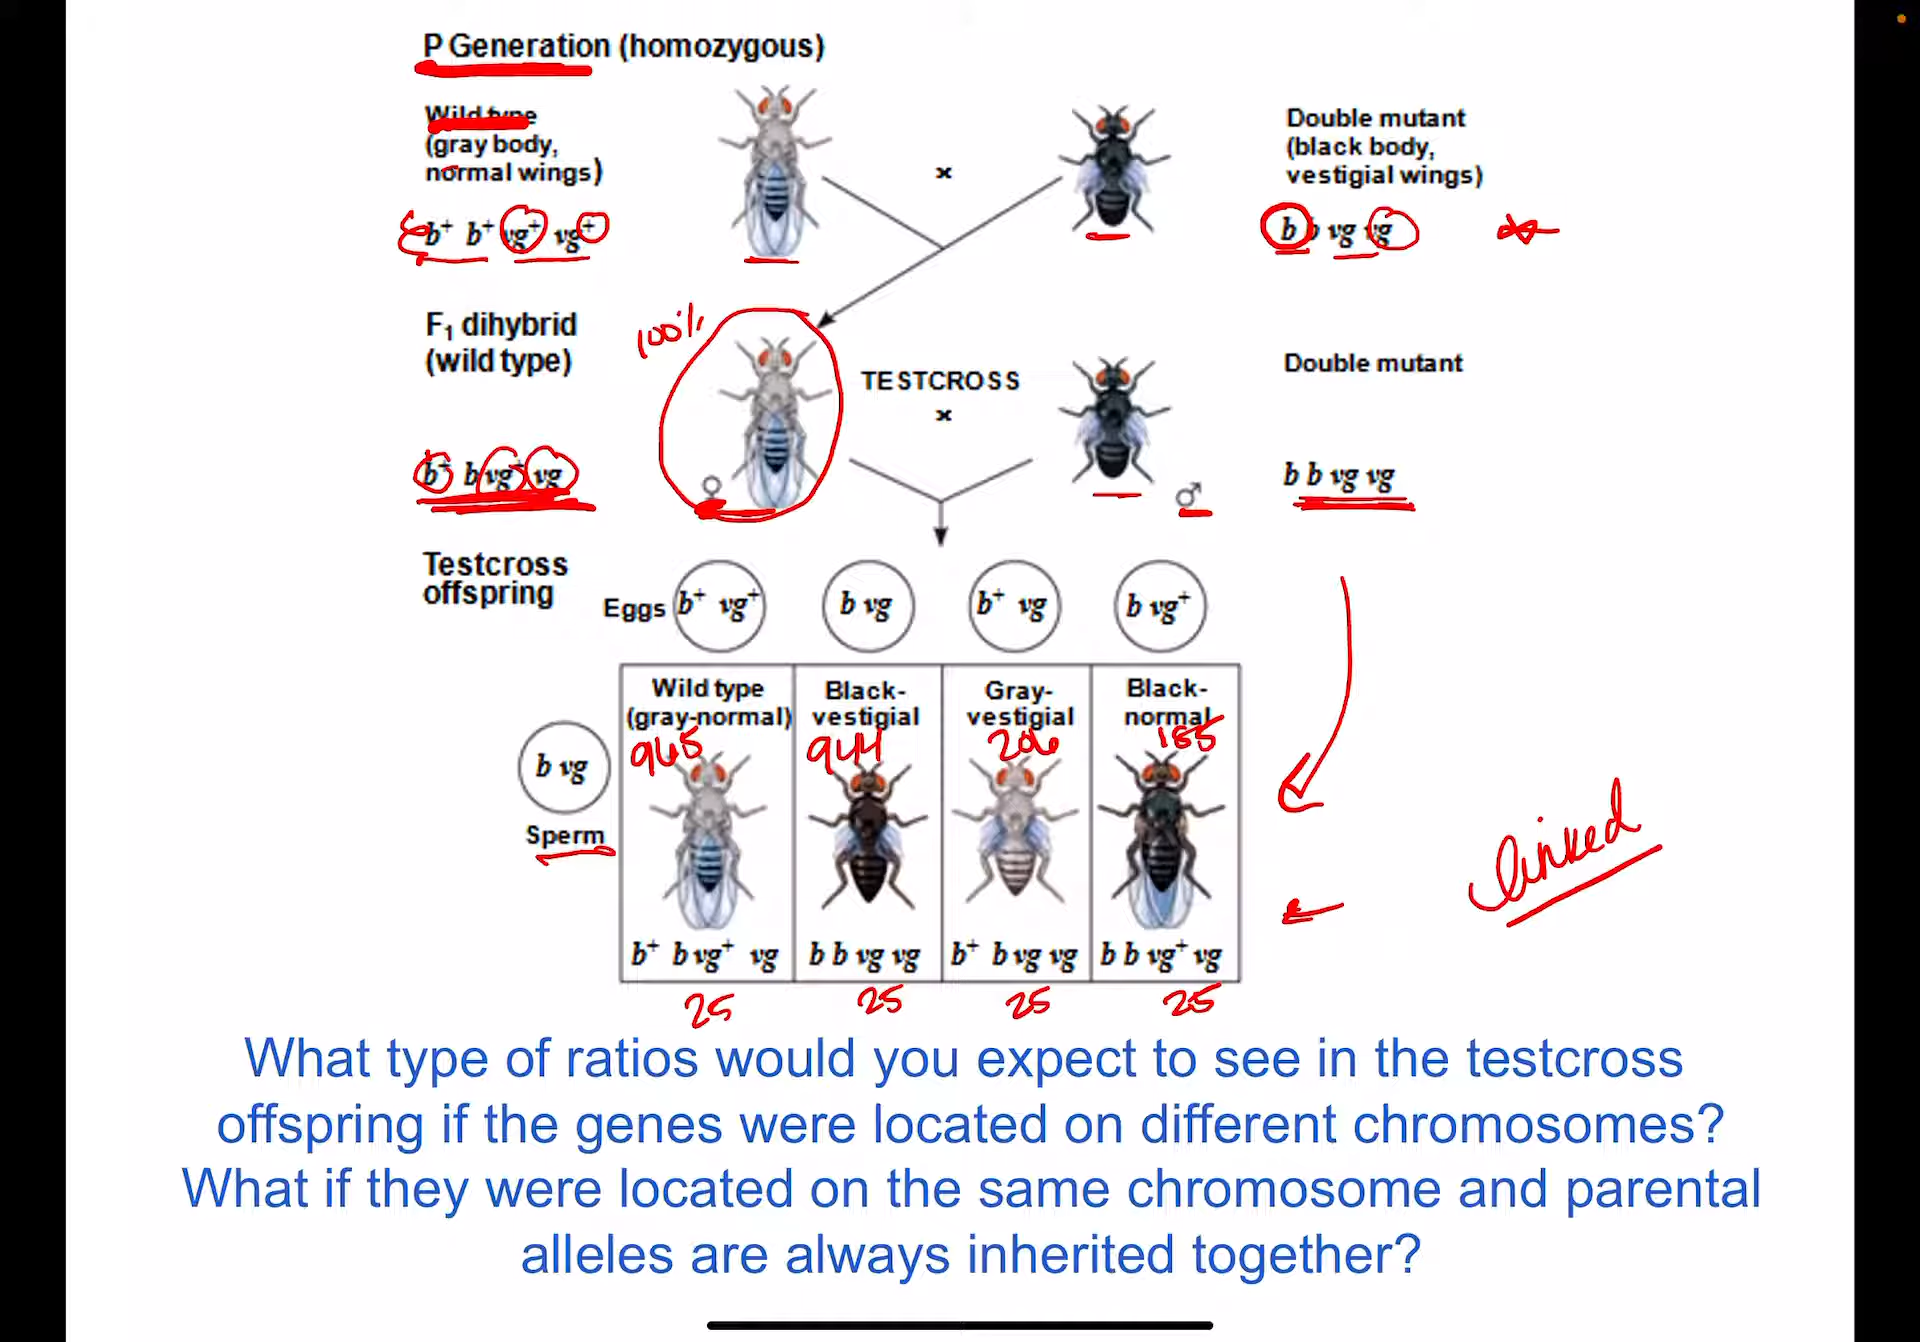 P Generation (homozygous)
Wild type
(gray body,
normal wings)
Double mutant
(black body,
vestigial wings)
x
b⁺ b⁺ vg⁺ vg⁺
b b vg vg
F₁ dihybrid
(wild type)
100%
TESTCROSS
x
Double mutant
b⁺ b vg⁺ vg
♀
♂
b b vg vg
Testcross
offspring
Eggs
b⁺ vg⁺
b vg
b⁺ vg
b vg⁺
Wild type
(gray-normal)
Black-
vestigial
Gray-
vestigial
Black-
normal
965
944
206
185
b vg
Sperm
linked
b⁺ b vg⁺ vg
b b vg vg
b⁺ b vg vg
b b vg⁺ vg
25
25
25
25
What type of ratios would you expect to see in the testcross
offspring if the genes were located on different chromosomes?
What if they were located on the same chromosome and parental
alleles are always inherited together?